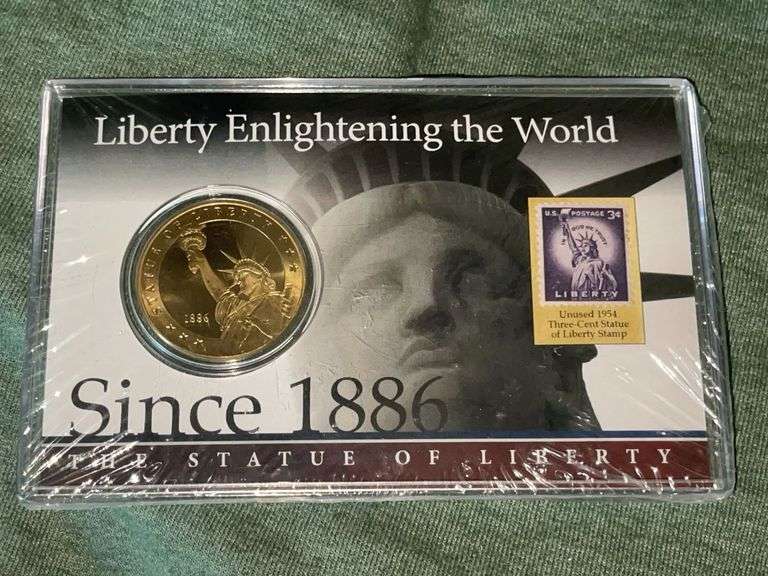 Liberty Enlightening the World
STATUE OF LIBERTY
1886
U.S. POSTAGE 3¢
IN GOD WE TRUST
LIBERTY
Unused 1954
Three-Cent Statue
of Liberty Stamp
Since 1886
THE STATUE OF LIBERTY